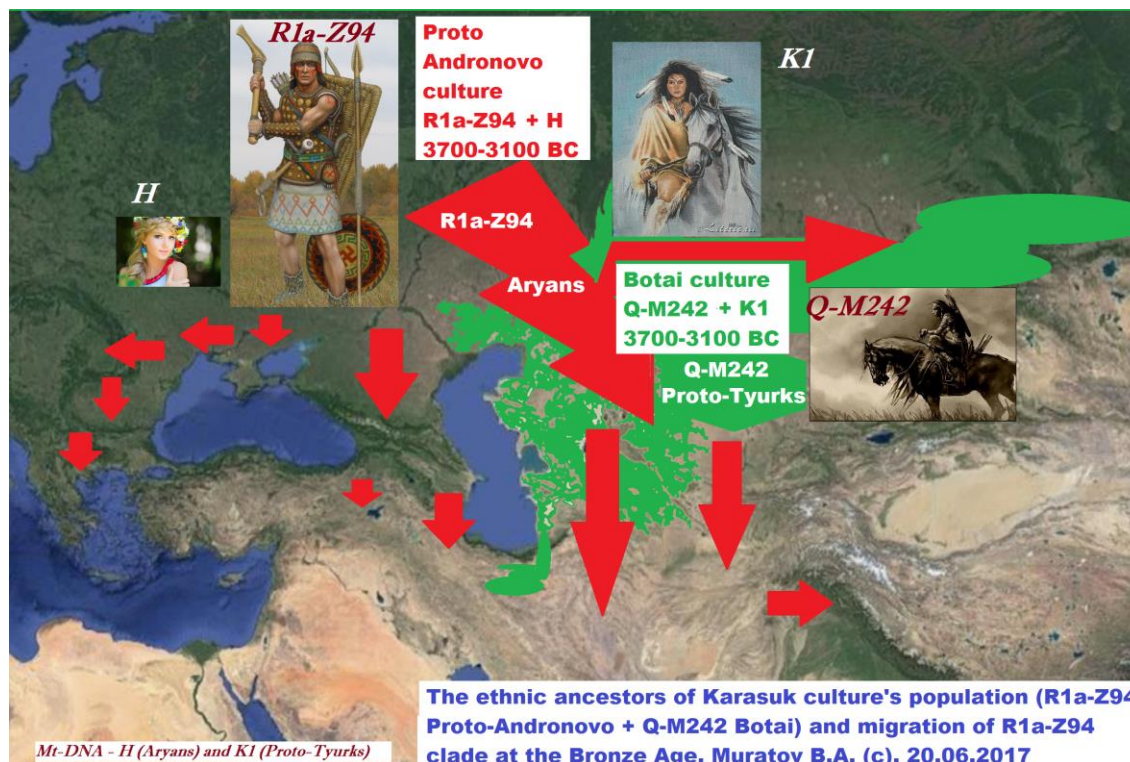 R1a-Z94
Proto
Andronovo
culture
R1a-Z94 + H
3700-3100 BC
K1
H
R1a-Z94
Aryans
Botai culture
Q-M242 + K1
3700-3100 BC
Q-M242
Q-M242
Proto-Tyurks
The ethnic ancestors of Karasuk culture's population (R1a-Z94
Proto-Andronovo + Q-M242 Botai) and migration of R1a-Z94
clade at the Bronze Age. Muratov B.A. (c). 20.06.2017
Mt-DNA - H (Aryans) and K1 (Proto-Tyurks)